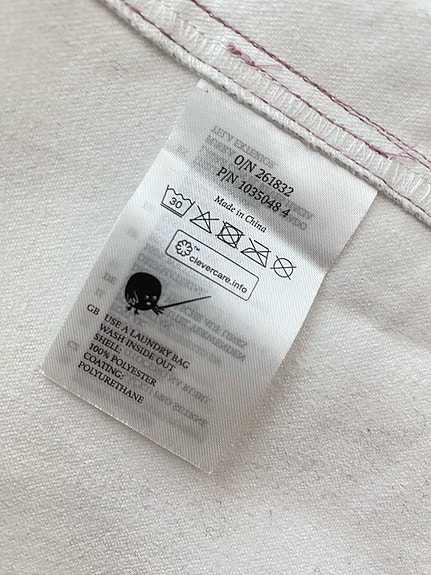 O/N 261832
P/N 1035048 4
Made in China
30
™
clevercare.info
GB USE A LAUNDRY BAG
WASH INSIDE OUT
SHELL:
100% POLYESTER
COATING:
POLYURETHANE